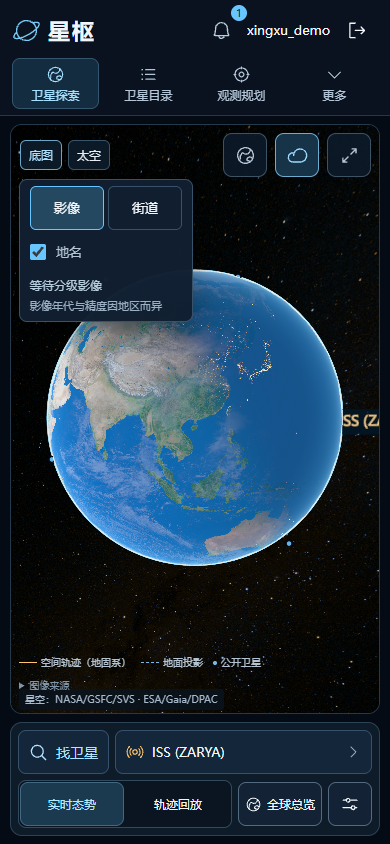 星枢
1
xingxu_demo
卫星探索
卫星目录
观测规划
更多
底图
太空
影像
街道
地名
等待分级影像
影像年代与精度因地区而异
SS (Z
空间轨迹（地固系）
地面投影
公开卫星
图像来源
星空：NASA/GSFC/SVS · ESA/Gaia/DPAC
找卫星
ISS (ZARYA)
实时态势
轨迹回放
全球总览